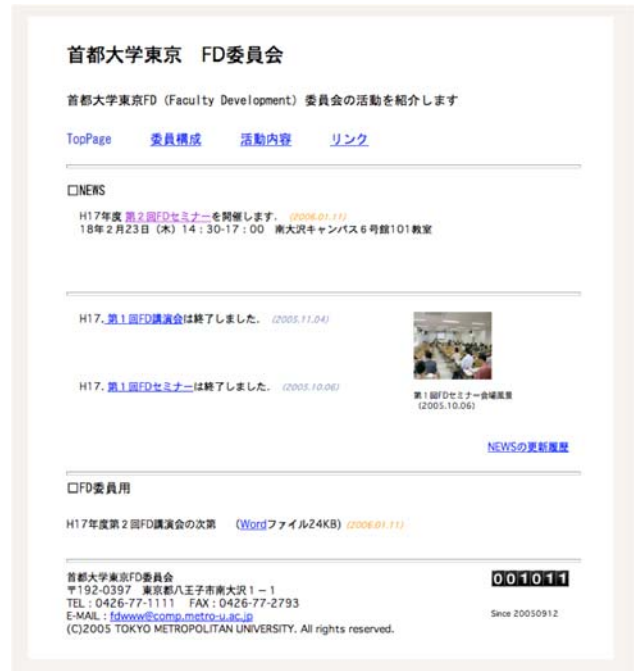 首都大学東京　FD委員会
首都大学東京FD（Faculty Development）委員会の活動を紹介します
TopPage　委員構成　活動内容　リンク
□NEWS
H17年度 第２回FDセミナーを開催します． (2006.01.11)
18年２月23日（木）14：30-17：00　南大沢キャンパス６号館101教室
H17. 第１回FD講演会は終了しました． (2005.11.04)
H17. 第１回FDセミナーは終了しました． (2005.10.06)
第１回FDセミナー会場風景
（2005.10.06）
NEWSの更新履歴
□FD委員用
H17年度第２回FD講演会の次第　（Wordファイル24KB) (2006.01.11)
首都大学東京FD委員会
〒192-0397　東京都八王子市南大沢１－１
TEL：0426-77-1111　FAX：0426-77-2793
E-MAIL：fdwww@comp.metro-u.ac.jp
(C)2005 TOKYO METROPOLITAN UNIVERSITY. All rights reserved.
001011
Since 20050912